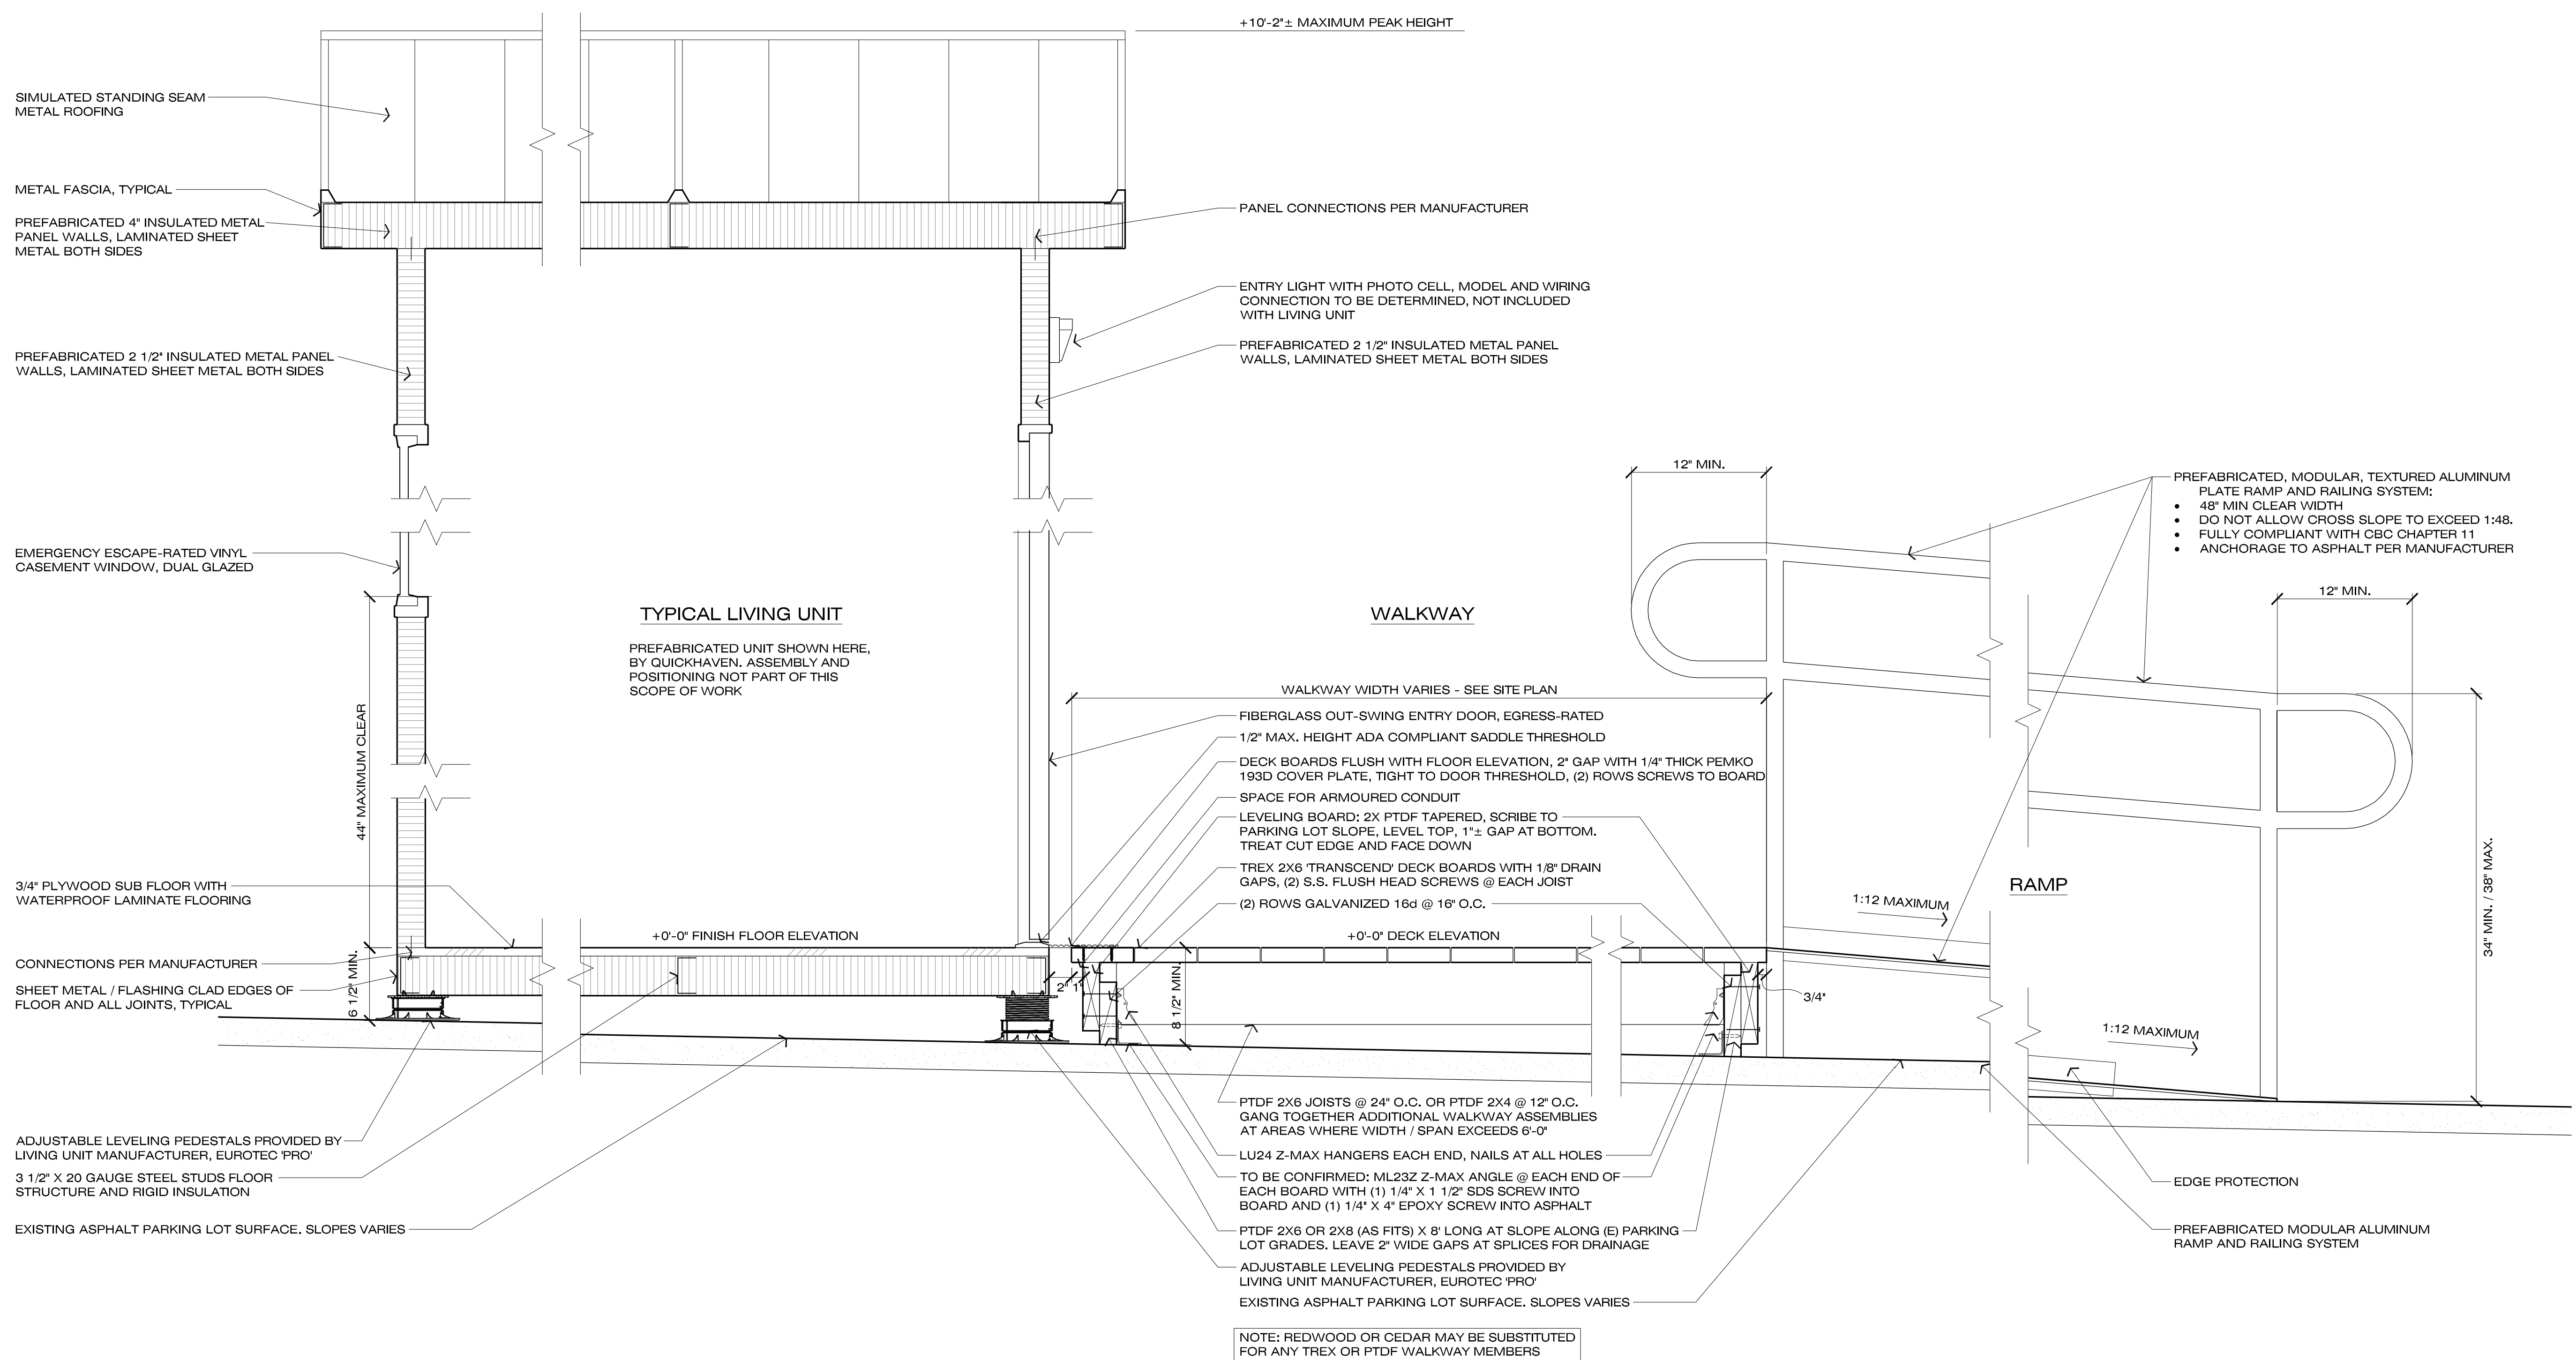 +10'-2"± MAXIMUM PEAK HEIGHT
SIMULATED STANDING SEAM
METAL ROOFING
METAL FASCIA, TYPICAL
PREFABRICATED 4" INSULATED METAL
PANEL WALLS, LAMINATED SHEET
METAL BOTH SIDES
PREFABRICATED 2 1/2" INSULATED METAL PANEL
WALLS, LAMINATED SHEET METAL BOTH SIDES
EMERGENCY ESCAPE-RATED VINYL
CASEMENT WINDOW, DUAL GLAZED
44" MAXIMUM CLEAR
6 1/2" MIN.
3/4" PLYWOOD SUB FLOOR WITH
WATERPROOF LAMINATE FLOORING
CONNECTIONS PER MANUFACTURER
SHEET METAL / FLASHING CLAD EDGES OF
FLOOR AND ALL JOINTS, TYPICAL
ADJUSTABLE LEVELING PEDESTALS PROVIDED BY
LIVING UNIT MANUFACTURER, EUROTEC 'PRO'
3 1/2" X 20 GAUGE STEEL STUDS FLOOR
STRUCTURE AND RIGID INSULATION
EXISTING ASPHALT PARKING LOT SURFACE. SLOPES VARIES
TYPICAL LIVING UNIT
PREFABRICATED UNIT SHOWN HERE,
BY QUICKHAVEN. ASSEMBLY AND
POSITIONING NOT PART OF THIS
SCOPE OF WORK
+0'-0" FINISH FLOOR ELEVATION
PANEL CONNECTIONS PER MANUFACTURER
ENTRY LIGHT WITH PHOTO CELL, MODEL AND WIRING
CONNECTION TO BE DETERMINED, NOT INCLUDED
WITH LIVING UNIT
PREFABRICATED 2 1/2" INSULATED METAL PANEL
WALLS, LAMINATED SHEET METAL BOTH SIDES
WALKWAY
WALKWAY WIDTH VARIES - SEE SITE PLAN
FIBERGLASS OUT-SWING ENTRY DOOR, EGRESS-RATED
1/2" MAX. HEIGHT ADA COMPLIANT SADDLE THRESHOLD
DECK BOARDS FLUSH WITH FLOOR ELEVATION, 2" GAP WITH 1/4" THICK PEMKO
193D COVER PLATE, TIGHT TO DOOR THRESHOLD, (2) ROWS SCREWS TO BOARD
SPACE FOR ARMOURED CONDUIT
LEVELING BOARD: 2X PTDF TAPERED, SCRIBE TO
PARKING LOT SLOPE, LEVEL TOP, 1"± GAP AT BOTTOM.
TREAT CUT EDGE AND FACE DOWN
TREX 2X6 'TRANSCEND' DECK BOARDS WITH 1/8" DRAIN
GAPS, (2) S.S. FLUSH HEAD SCREWS @ EACH JOIST
(2) ROWS GALVANIZED 16d @ 16" O.C.
+0'-0" DECK ELEVATION
2" 1"
8 1/2" MIN.
3/4"
PTDF 2X6 JOISTS @ 24" O.C. OR PTDF 2X4 @ 12" O.C.
GANG TOGETHER ADDITIONAL WALKWAY ASSEMBLIES
AT AREAS WHERE WIDTH / SPAN EXCEEDS 6'-0"
LU24 Z-MAX HANGERS EACH END, NAILS AT ALL HOLES
TO BE CONFIRMED: ML23Z Z-MAX ANGLE @ EACH END OF
EACH BOARD WITH (1) 1/4" X 1 1/2" SDS SCREW INTO
BOARD AND (1) 1/4" X 4" EPOXY SCREW INTO ASPHALT
PTDF 2X6 OR 2X8 (AS FITS) X 8' LONG AT SLOPE ALONG (E) PARKING
LOT GRADES. LEAVE 2" WIDE GAPS AT SPLICES FOR DRAINAGE
ADJUSTABLE LEVELING PEDESTALS PROVIDED BY
LIVING UNIT MANUFACTURER, EUROTEC 'PRO'
EXISTING ASPHALT PARKING LOT SURFACE. SLOPES VARIES
NOTE: REDWOOD OR CEDAR MAY BE SUBSTITUTED
FOR ANY TREX OR PTDF WALKWAY MEMBERS
12" MIN.
PREFABRICATED, MODULAR, TEXTURED ALUMINUM
PLATE RAMP AND RAILING SYSTEM:
• 48" MIN CLEAR WIDTH
• DO NOT ALLOW CROSS SLOPE TO EXCEED 1:48.
• FULLY COMPLIANT WITH CBC CHAPTER 11
• ANCHORAGE TO ASPHALT PER MANUFACTURER
12" MIN.
34" MIN. / 38" MAX.
RAMP
1:12 MAXIMUM
1:12 MAXIMUM
EDGE PROTECTION
PREFABRICATED MODULAR ALUMINUM
RAMP AND RAILING SYSTEM